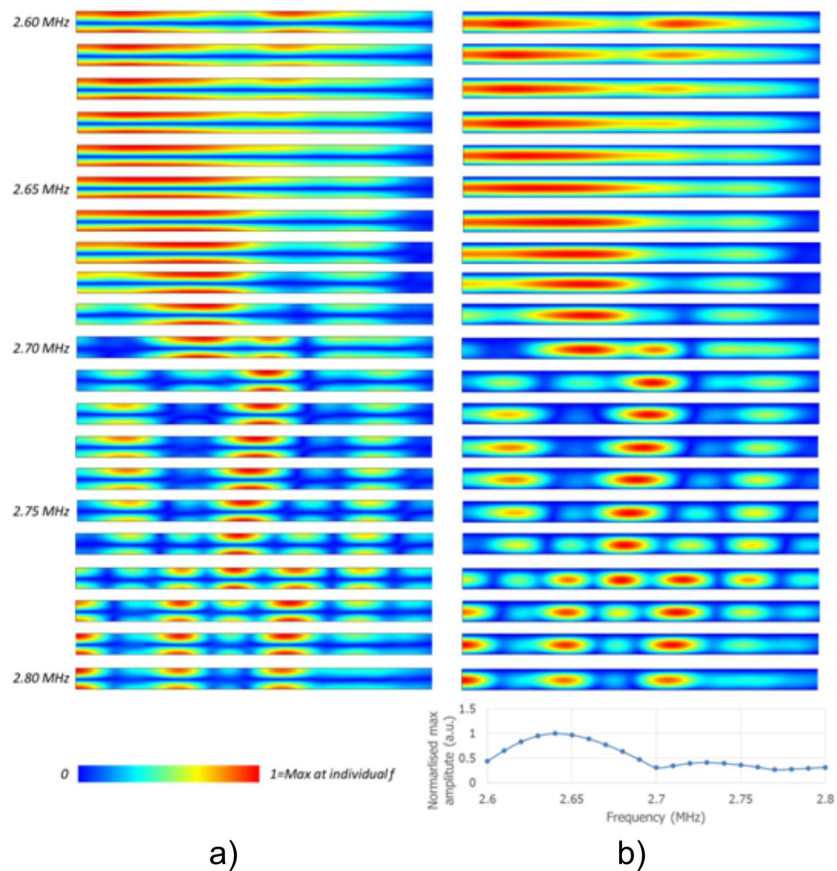 2.60 MHz
2.65 MHz
2.70 MHz
2.75 MHz
2.80 MHz
0
1=Max at individual f
Normarlised max
amplitute (a.u.)
1.5
1
0.5
0
2.6
2.65
2.7
2.75
2.8
Frequency (MHz)
a)
b)